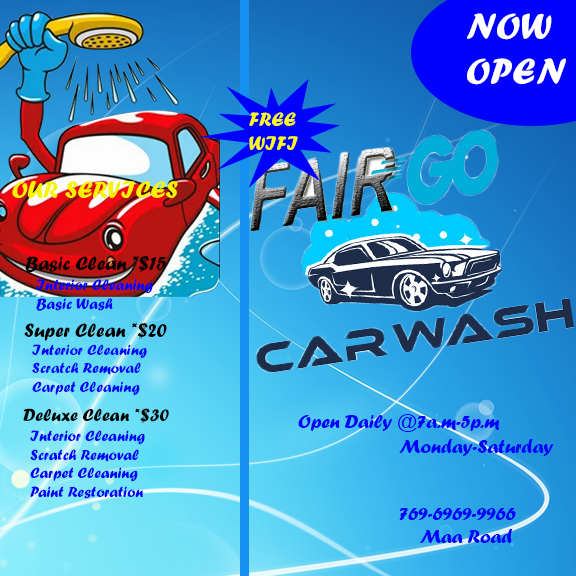 OUR SERVICES
Basic Clean *$15
Interior Cleaning
Basic Wash
Super Clean *$20
Interior Cleaning
Scratch Removal
Carpet Cleaning
Deluxe Clean *$30
Interior Cleaning
Scratch Removal
Carpet Cleaning
Paint Restoration
NOW
OPEN
FREE
WIFI
FAIR GO
CARWASH
Open Daily @7a.m-5p.m
Monday-Saturday
769-6969-9966
Maa Road